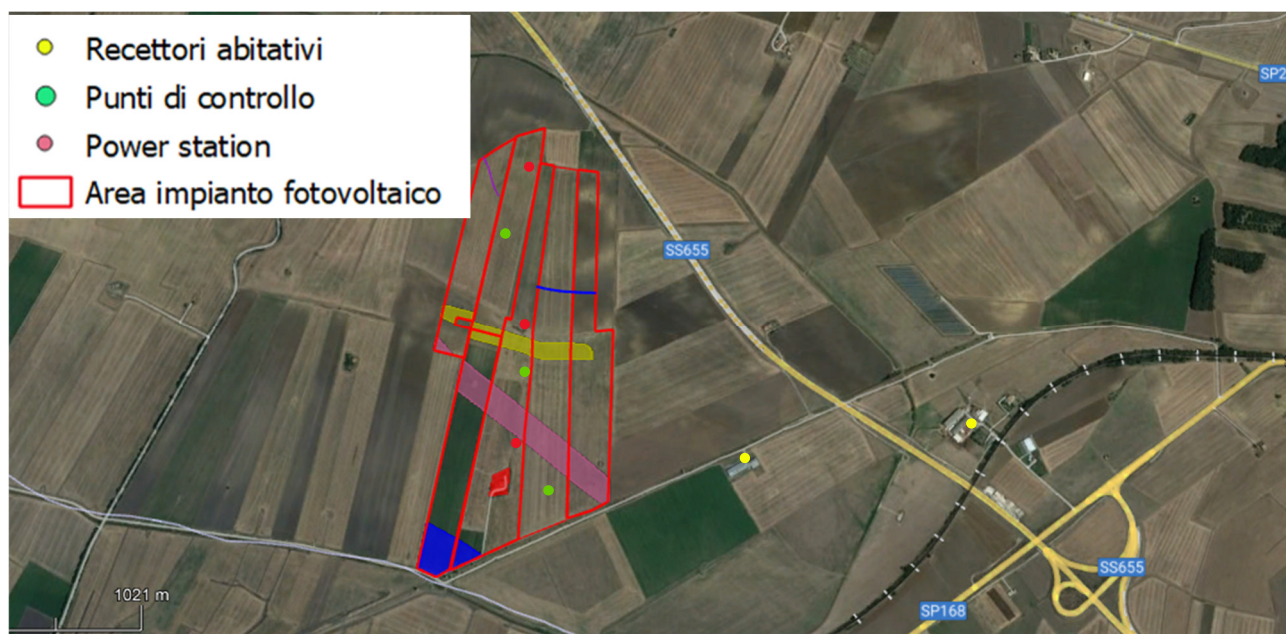 Recettori abitativi
Punti di controllo
Power station
Area impianto fotovoltaico
SP2
SS655
SS655
SP168
1021 m